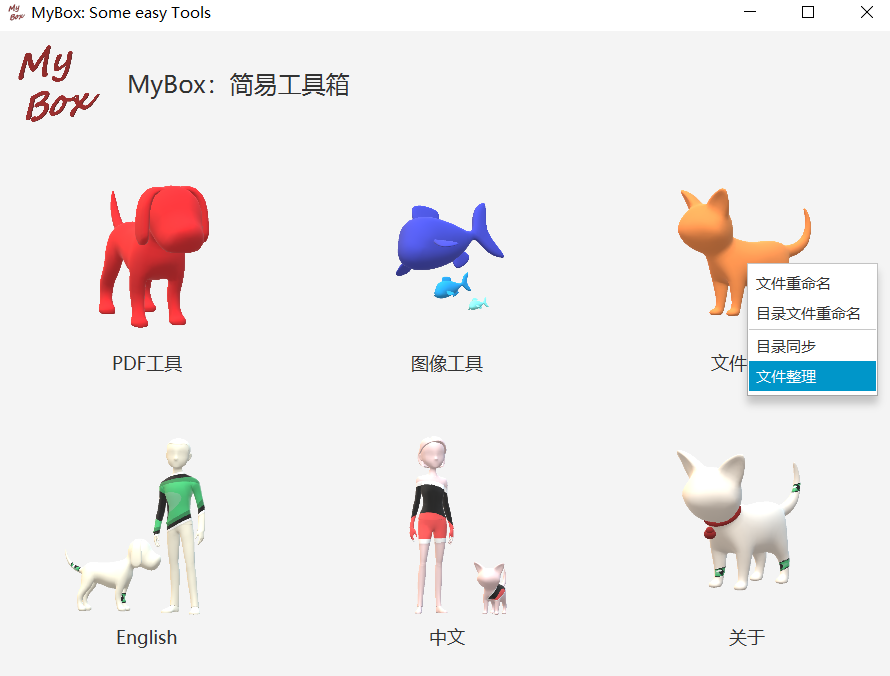 My
Box
MyBox: Some easy Tools
My
Box
MyBox：简易工具箱
PDF工具
图像工具
文件
文件重命名
目录文件重命名
目录同步
文件整理
English
中文
关于